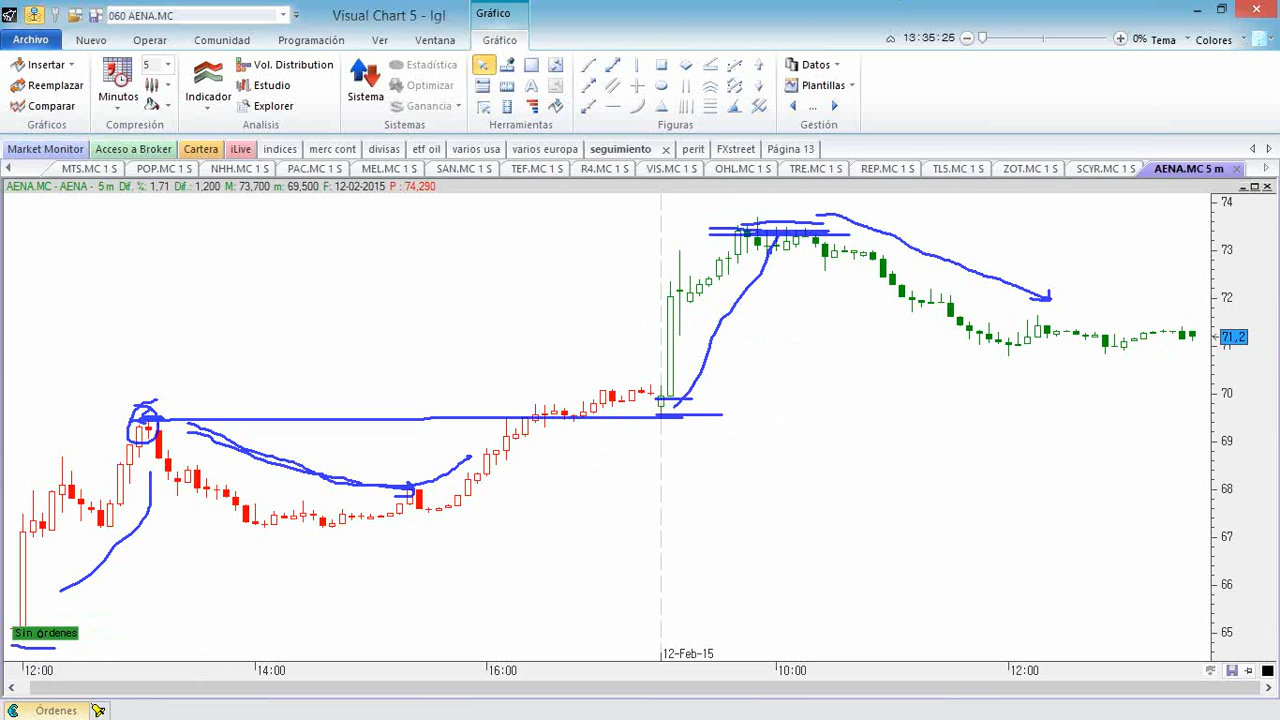 060 AENA.MC
Visual Chart 5 - lgl
Gráfico
Archivo Nuevo Operar Comunidad Programación Ver Ventana Gráfico
13:35:25 0% Tema Colores
Insertar Reemplazar Comparar
Gráficos
Minutos 5
Compresión
Indicador Vol. Distribution Estudio Explorer
Analisis
Sistema Estadística Optimizar Ganancia
Sistemas
Herramientas
Figuras
Datos Plantillas ...
Gestión
Market Monitor Acceso a Broker Cartera iLive indices merc cont divisas etf oil varios usa varios europa seguimiento perit FXstreet Página 13
MTS.MC 1 S POP.MC 1 S NHH.MC 1 S PAC.MC 1 S MEL.MC 1 S SAN.MC 1 S TEF.MC 1 S R4.MC 1 S VIS.MC 1 S OHL.MC 1 S TRE.MC 1 S REP.MC 1 S TL5.MC 1 S ZOT.MC 1 S SCYR.MC 1 S AENA.MC 5 m
AENA.MC - AENA - 5 m Dif. %: 1,71 Dif.: 1,200 M: 73,700 m: 69,500 F: 12-02-2015 P : 74,290
74
73
72
71,2
71
70
69
68
67
66
65
Sin órdenes
12-Feb-15
12:00 14:00 16:00 10:00 12:00
Órdenes